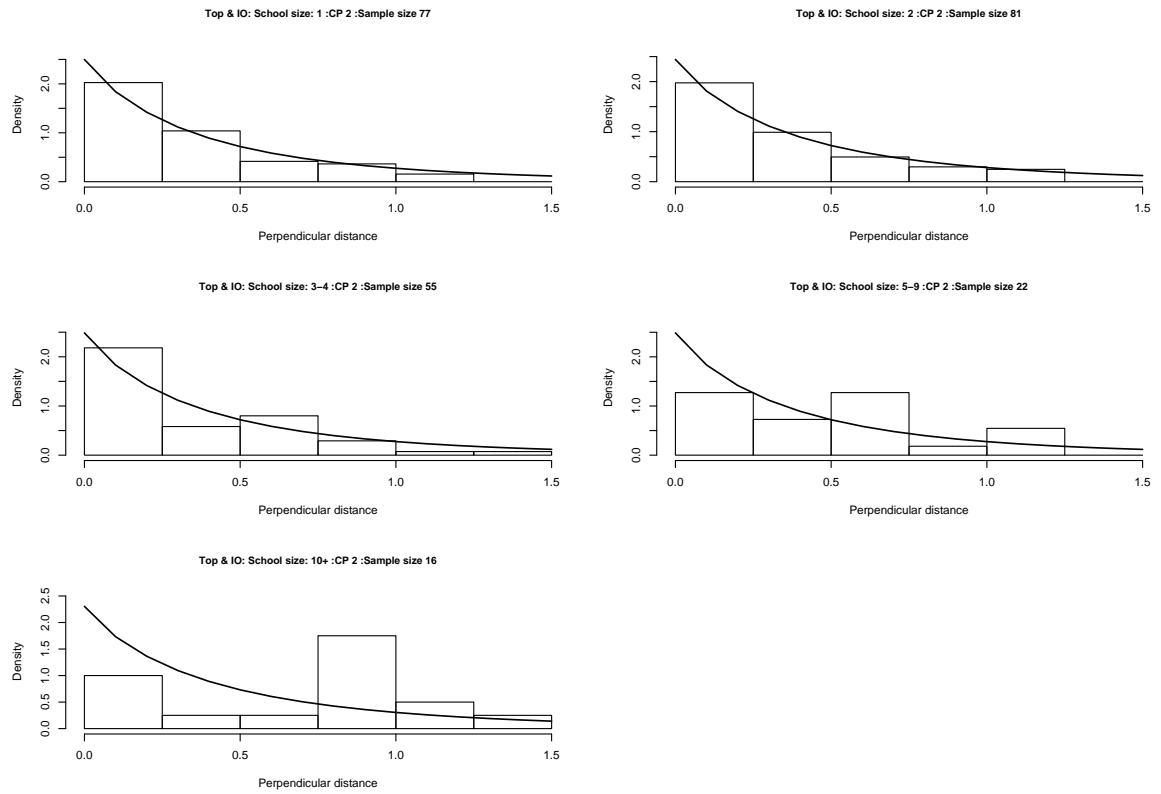 Top & IO: School size: 1 :CP 2 :Sample size 77
Density
0.0 1.0 2.0
0.0 0.5 1.0 1.5
Perpendicular distance
Top & IO: School size: 2 :CP 2 :Sample size 81
Density
0.0 1.0 2.0
0.0 0.5 1.0 1.5
Perpendicular distance
Top & IO: School size: 3−4 :CP 2 :Sample size 55
Density
0.0 1.0 2.0
0.0 0.5 1.0 1.5
Perpendicular distance
Top & IO: School size: 5−9 :CP 2 :Sample size 22
Density
0.0 1.0 2.0
0.0 0.5 1.0 1.5
Perpendicular distance
Top & IO: School size: 10+ :CP 2 :Sample size 16
Density
0.0 0.5 1.0 1.5 2.0 2.5
0.0 0.5 1.0 1.5
Perpendicular distance